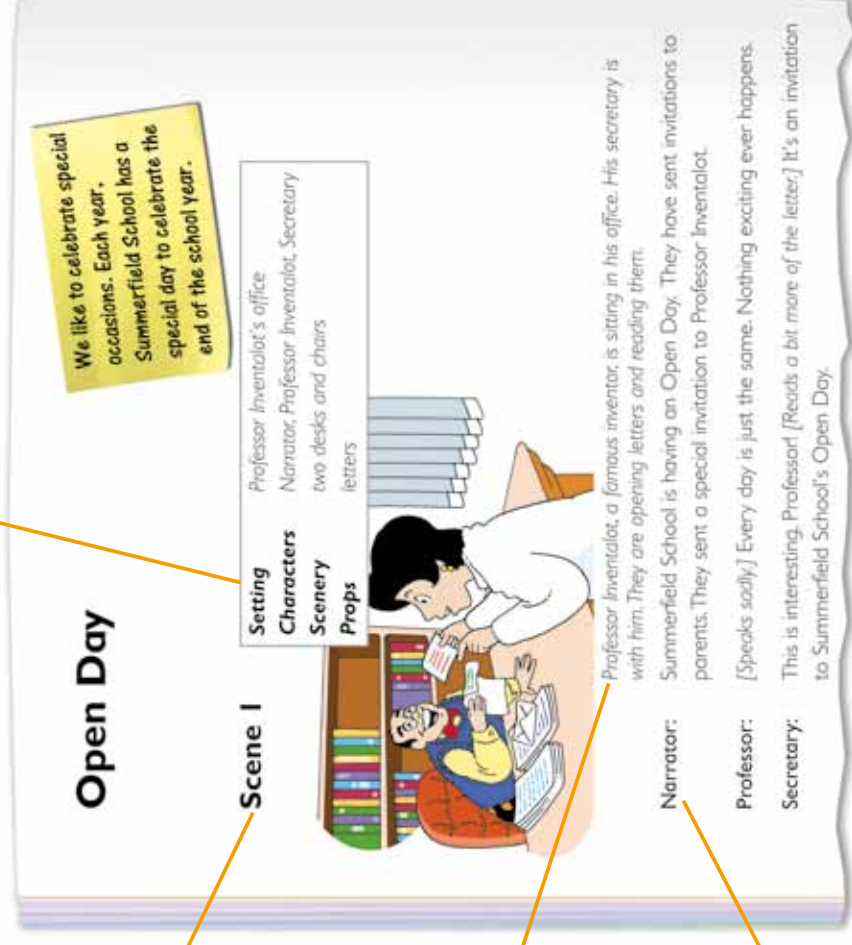 Open Day
We like to celebrate special
occasions. Each year,
Summerfield School has a
special day to celebrate the
end of the school year.
Scene 1
Setting Professor Inventalot's office
Characters Narrator, Professor Inventalot, Secretary
Scenery two desks and chairs
Props letters
Professor Inventalot, a famous inventor, is sitting in his office. His secretary is
with him. They are opening letters and reading them.
Narrator: Summerfield School is having an Open Day. They have sent invitations to
parents. They sent a special invitation to Professor Inventalot.
Professor: [Speaks sadly.] Every day is just the same. Nothing exciting ever happens.
Secretary: This is interesting, Professor! [Reads a bit more of the letter.] It's an invitation
to Summerfield School's Open Day.